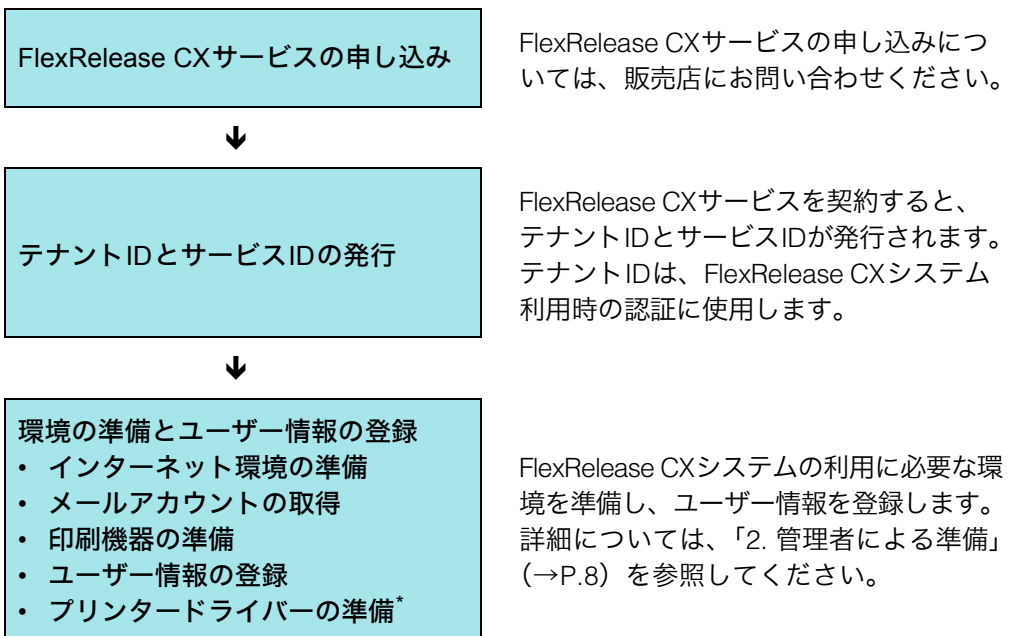 FlexRelease CXサービスの申し込み
FlexRelease CXサービスの申し込みにつ
いては、販売店にお問い合わせください。
テナントIDとサービスIDの発行
FlexRelease CXサービスを契約すると、
テナントIDとサービスIDが発行されます。
テナントIDは、FlexRelease CXシステム
利用時の認証に使用します。
環境の準備とユーザー情報の登録
• インターネット環境の準備
• メールアカウントの取得
• 印刷機器の準備
• ユーザー情報の登録
• プリンタードライバーの準備*
FlexRelease CXシステムの利用に必要な環
境を準備し、ユーザー情報を登録します。
詳細については、「2. 管理者による準備」
（→P.8）を参照してください。